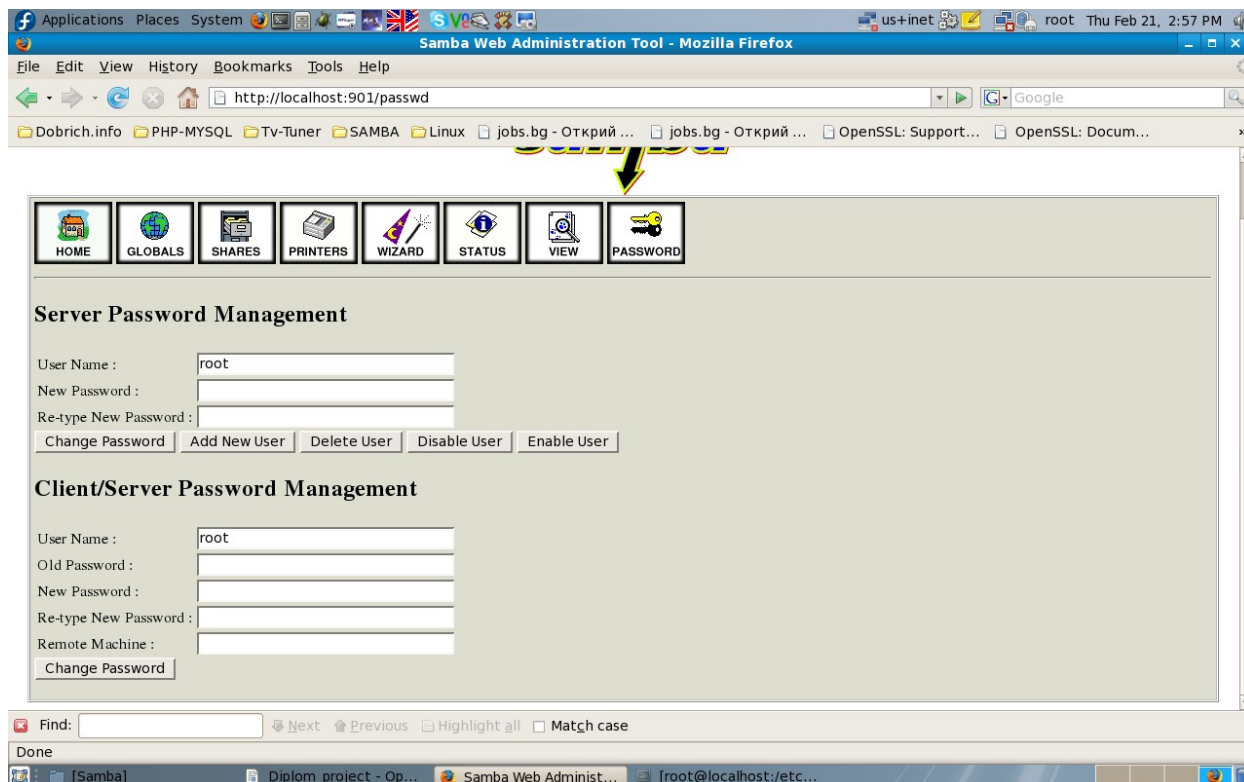 Applications Places System us+inet root Thu Feb 21, 2:57 PM
Samba Web Administration Tool - Mozilla Firefox
File Edit View History Bookmarks Tools Help
http://localhost:901/passwd Google
Dobrich.info PHP-MYSQL Tv-Tuner SAMBA Linux jobs.bg - Открий ... jobs.bg - Открий ... OpenSSL: Support... OpenSSL: Docum... »
samba
HOME GLOBALS SHARES PRINTERS WIZARD STATUS VIEW PASSWORD
Server Password Management
User Name : root
New Password :
Re-type New Password :
Change Password Add New User Delete User Disable User Enable User
Client/Server Password Management
User Name : root
Old Password :
New Password :
Re-type New Password :
Remote Machine :
Change Password
Find: Next Previous Highlight all Match case
Done
[Samba] Diplom project - Op... Samba Web Administ... [root@localhost:/etc...